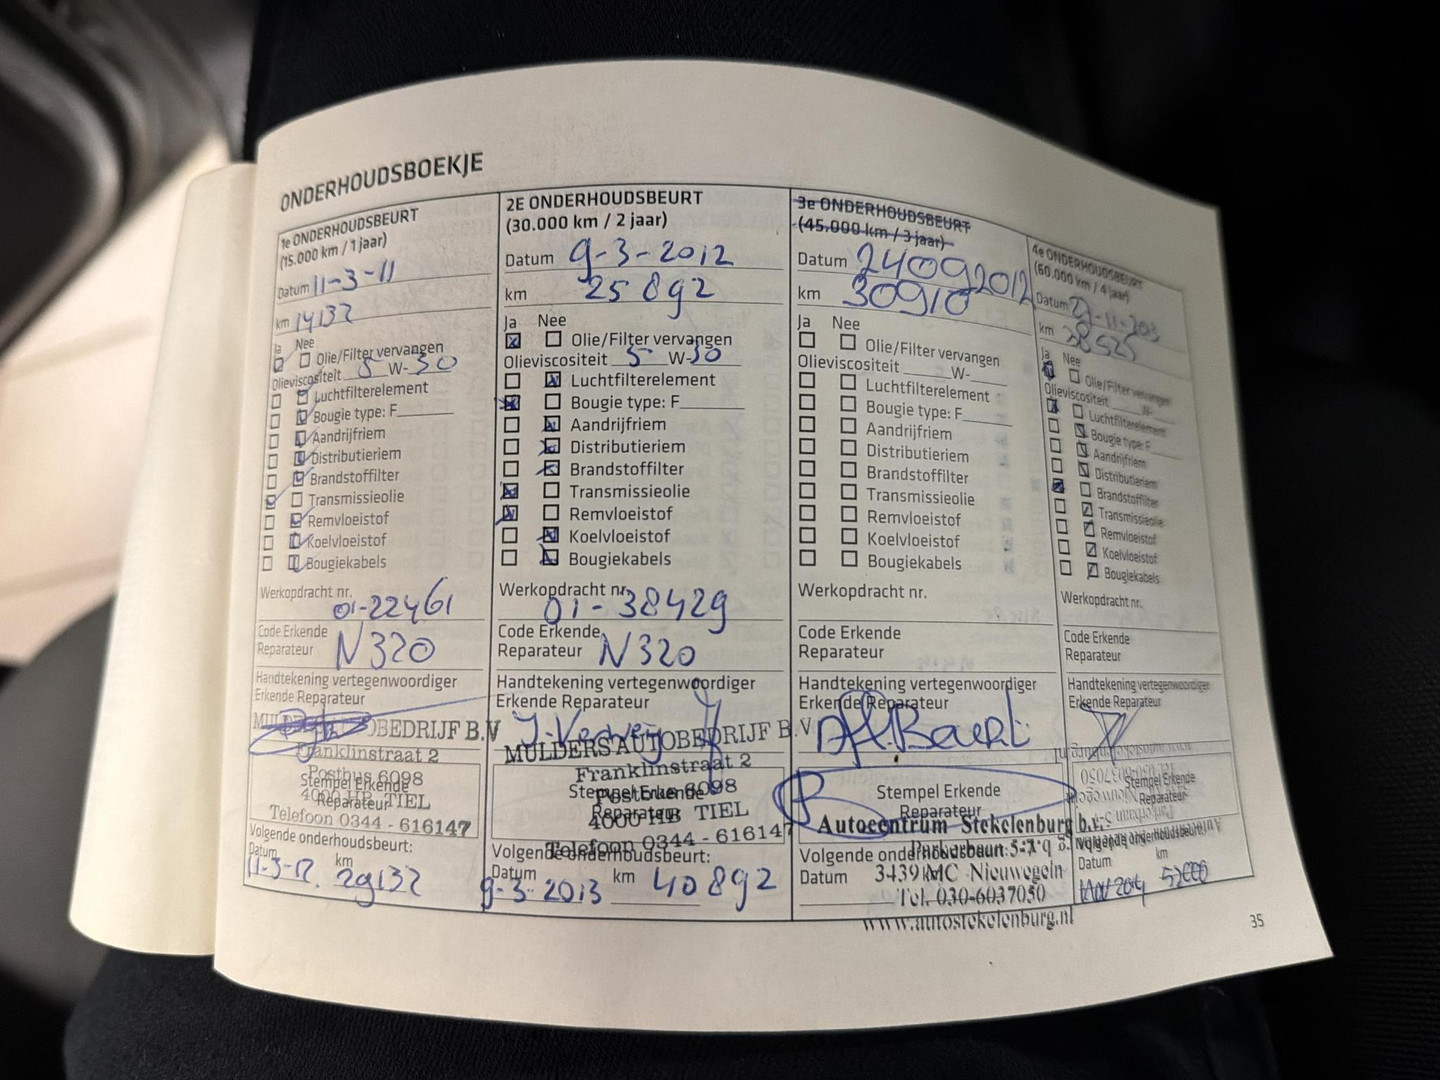 ONDERHOUDSBOEKJE
1e ONDERHOUDSBEURT
(15.000 km / 1 jaar)
Datum 11-3-11
km 14132
Ja Nee
Olie/Filter vervangen
Olieviscositeit 5 W-30
Luchtfilterelement
Bougie type: F
Aandrijfriem
Distributieriem
Brandstoffilter
Transmissieolie
Remvloeistof
Koelvloeistof
Bougiekabels
Werkopdracht nr.
01-22461
Code Erkende
Reparateur N320
Handtekening vertegenwoordiger
Erkende Reparateur
Franklinstraat 2
Postbus 6098
Stempel Erkende
4000 HB TIEL
Reparateur
Telefoon 0344 - 616147
Volgende onderhoudsbeurt:
Datum km
11-3-12. 29132
2E ONDERHOUDSBEURT
(30.000 km / 2 jaar)
Datum 9-3-2012
km 25892
Ja Nee
Olie/Filter vervangen
Olieviscositeit 5 W-30
Luchtfilterelement
Bougie type: F
Aandrijfriem
Distributieriem
Brandstoffilter
Transmissieolie
Remvloeistof
Koelvloeistof
Bougiekabels
Werkopdracht nr.
01-38429
Code Erkende
Reparateur N320
Handtekening vertegenwoordiger
Erkende Reparateur
MULDERS AUTOBEDRIJF B.V
Franklinstraat 2
Stempel Erkende
Postbus 6098
Reparateur
4000 HB TIEL
Telefoon 0344 - 616147
Volgende onderhoudsbeurt:
Datum km
9-3-2013 40892
3e ONDERHOUDSBEURT
(45.000 km / 3 jaar)
Datum 24092012
km 30910
Ja Nee
Olie/Filter vervangen
Olieviscositeit W-
Luchtfilterelement
Bougie type: F
Aandrijfriem
Distributieriem
Brandstoffilter
Transmissieolie
Remvloeistof
Koelvloeistof
Bougiekabels
Werkopdracht nr.
Code Erkende
Reparateur
Handtekening vertegenwoordiger
Erkende Reparateur
Stempel Erkende
Reparateur
Autocentrum Stekelenburg b.v.
Parkerbaan 5-7
Volgende onderhoudsbeurt:
Datum km
3439 MC Nieuwegein
Tel. 030-6037050
www.autostekelenburg.nl
4e ONDERHOUDSBEURT
(60.000 km / 4 jaar)
Datum
km 38525
Ja Nee
Olie/Filter vervangen
Olieviscositeit W-
Luchtfilterelement
Bougie type: F
Aandrijfriem
Distributieriem
Brandstoffilter
Transmissieolie
Remvloeistof
Koelvloeistof
Bougiekabels
Werkopdracht nr.
Code Erkende
Reparateur
Handtekening vertegenwoordiger
Erkende Reparateur
Stempel Erkende
Reparateur
Volgende onderhoudsbeurt:
Datum km
35